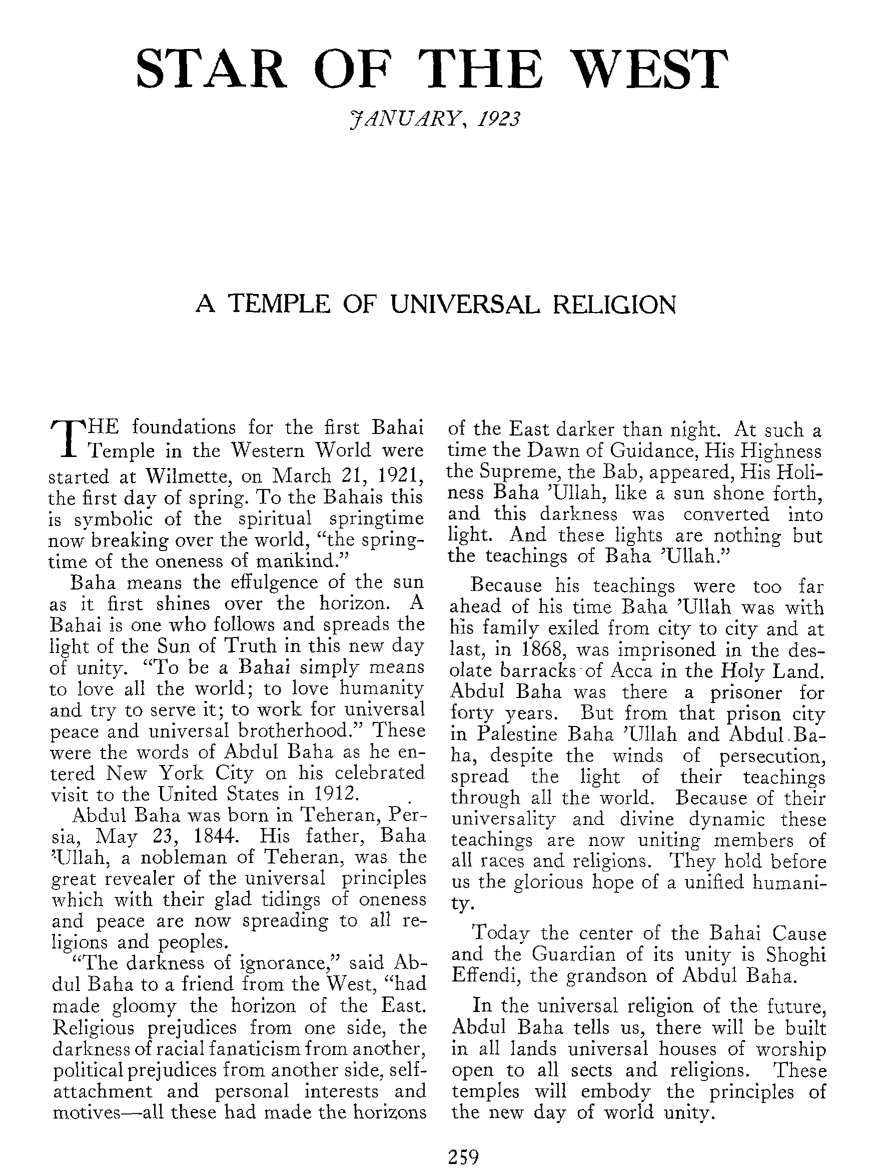 STAR OF THE WEST
JANUARY, 1923
A TEMPLE OF UNIVERSAL RELIGION
THE foundations for the first Bahai
Temple in the Western World were
started at Wilmette, on March 21, 1921,
the first day of spring. To the Bahais this
is symbolic of the spiritual springtime
now breaking over the world, “the spring-
time of the oneness of mankind.”
Baha means the effulgence of the sun
as it first shines over the horizon. A
Bahai is one who follows and spreads the
light of the Sun of Truth in this new day
of unity. “To be a Bahai simply means
to love all the world; to love humanity
and try to serve it; to work for universal
peace and universal brotherhood.” These
were the words of Abdul Baha as he en-
tered New York City on his celebrated
visit to the United States in 1912.
Abdul Baha was born in Teheran, Per-
sia, May 23, 1844. His father, Baha
’Ullah, a nobleman of Teheran, was the
great revealer of the universal principles
which with their glad tidings of oneness
and peace are now spreading to all re-
ligions and peoples.
“The darkness of ignorance,” said Ab-
dul Baha to a friend from the West, “had
made gloomy the horizon of the East.
Religious prejudices from one side, the
darkness of racial fanaticism from another,
political prejudices from another side, self-
attachment and personal interests and
motives—all these had made the horizons
of the East darker than night. At such a
time the Dawn of Guidance, His Highness
the Supreme, the Bab, appeared, His Holi-
ness Baha ’Ullah, like a sun shone forth,
and this darkness was converted into
light. And these lights are nothing but
the teachings of Baha ’Ullah.”
Because his teachings were too far
ahead of his time Baha ’Ullah was with
his family exiled from city to city and at
last, in 1868, was imprisoned in the des-
olate barracks of Acca in the Holy Land.
Abdul Baha was there a prisoner for
forty years. But from that prison city
in Palestine Baha ’Ullah and Abdul Ba-
ha, despite the winds of persecution,
spread the light of their teachings
through all the world. Because of their
universality and divine dynamic these
teachings are now uniting members of
all races and religions. They hold before
us the glorious hope of a unified humani-
ty.
Today the center of the Bahai Cause
and the Guardian of its unity is Shoghi
Effendi, the grandson of Abdul Baha.
In the universal religion of the future,
Abdul Baha tells us, there will be built
in all lands universal houses of worship
open to all sects and religions. These
temples will embody the principles of
the new day of world unity.
259